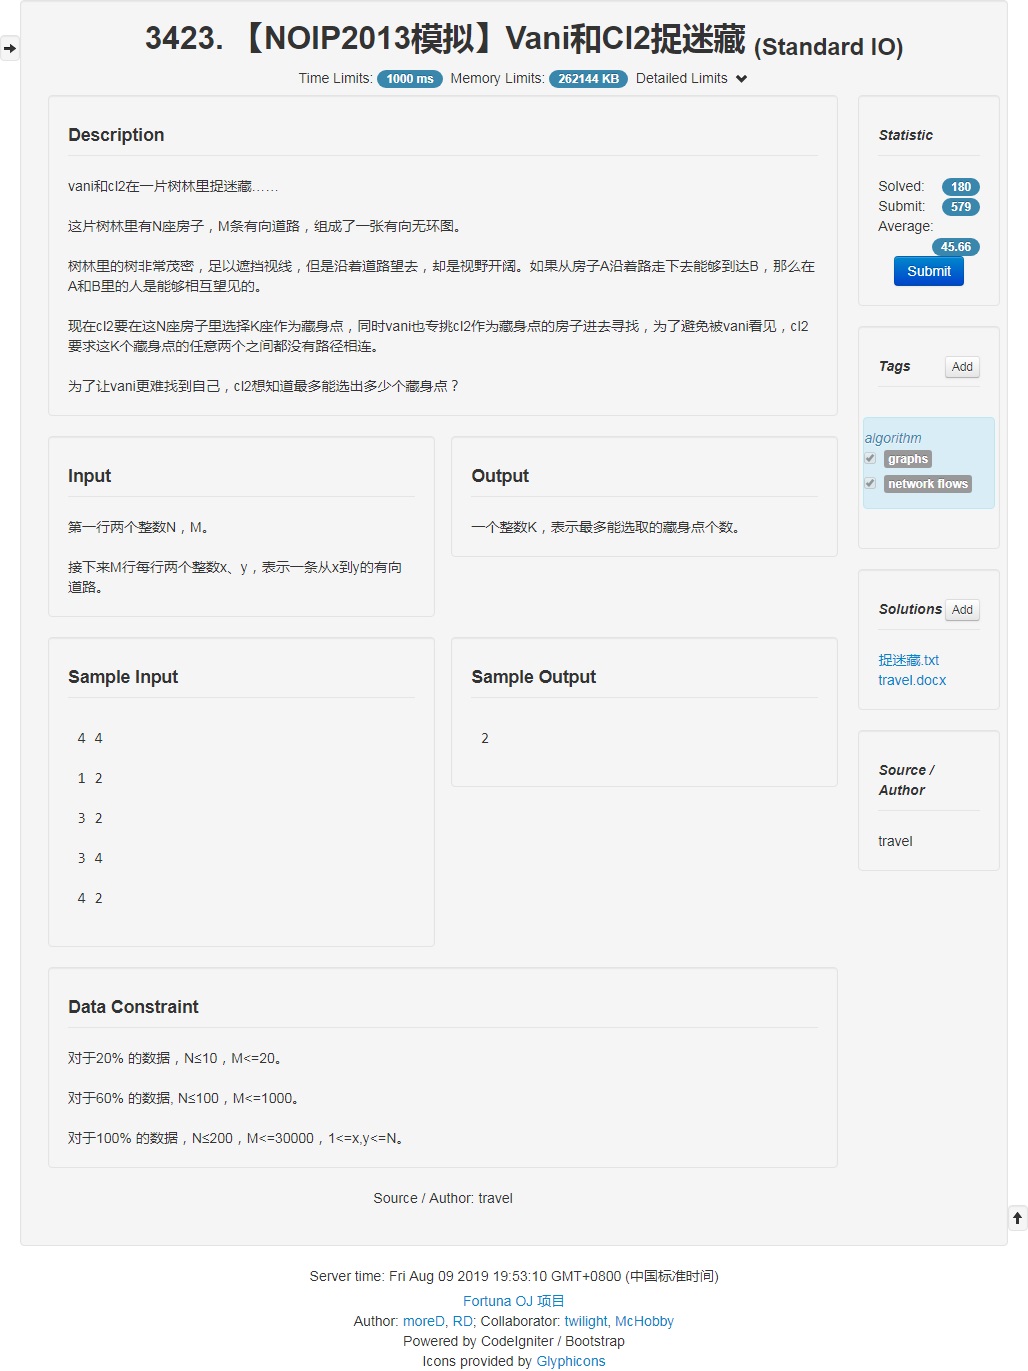 3423. 【NOIP2013模拟】Vani和Cl2捉迷藏 (Standard IO)
Time Limits: 1000 ms Memory Limits: 262144 KB Detailed Limits
Description
vani和cl2在一片树林里捉迷藏……
这片树林里有N座房子，M条有向道路，组成了一张有向无环图。
树林里的树非常茂密，足以遮挡视线，但是沿着道路望去，却是视野开阔。如果从房子A沿着路走下去能够到达B，那么在
A和B里的人是能够相互望见的。
现在cl2要在这N座房子里选择K座作为藏身点，同时vani也专挑cl2作为藏身点的房子进去寻找，为了避免被vani看见，cl2
要求这K个藏身点的任意两个之间都没有路径相连。
为了让vani更难找到自己，cl2想知道最多能选出多少个藏身点？
Input
第一行两个整数N，M。
接下来M行每行两个整数x、y，表示一条从x到y的有向
道路。
Output
一个整数K，表示最多能选取的藏身点个数。
Sample Input
4 4
1 2
3 2
3 4
4 2
Sample Output
2
Data Constraint
对于20% 的数据，N≤10，M<=20。
对于60% 的数据, N≤100，M<=1000。
对于100% 的数据，N≤200，M<=30000，1<=x,y<=N。
Source / Author: travel
Statistic
Solved: 180
Submit: 579
Average:
45.66
Submit
Tags Add
algorithm
graphs
network flows
Solutions Add
捉迷藏.txt
travel.docx
Source /
Author
travel
Server time: Fri Aug 09 2019 19:53:10 GMT+0800 (中国标准时间)
Fortuna OJ 项目
Author: moreD, RD; Collaborator: twilight, McHobby
Powered by CodeIgniter / Bootstrap
Icons provided by Glyphicons